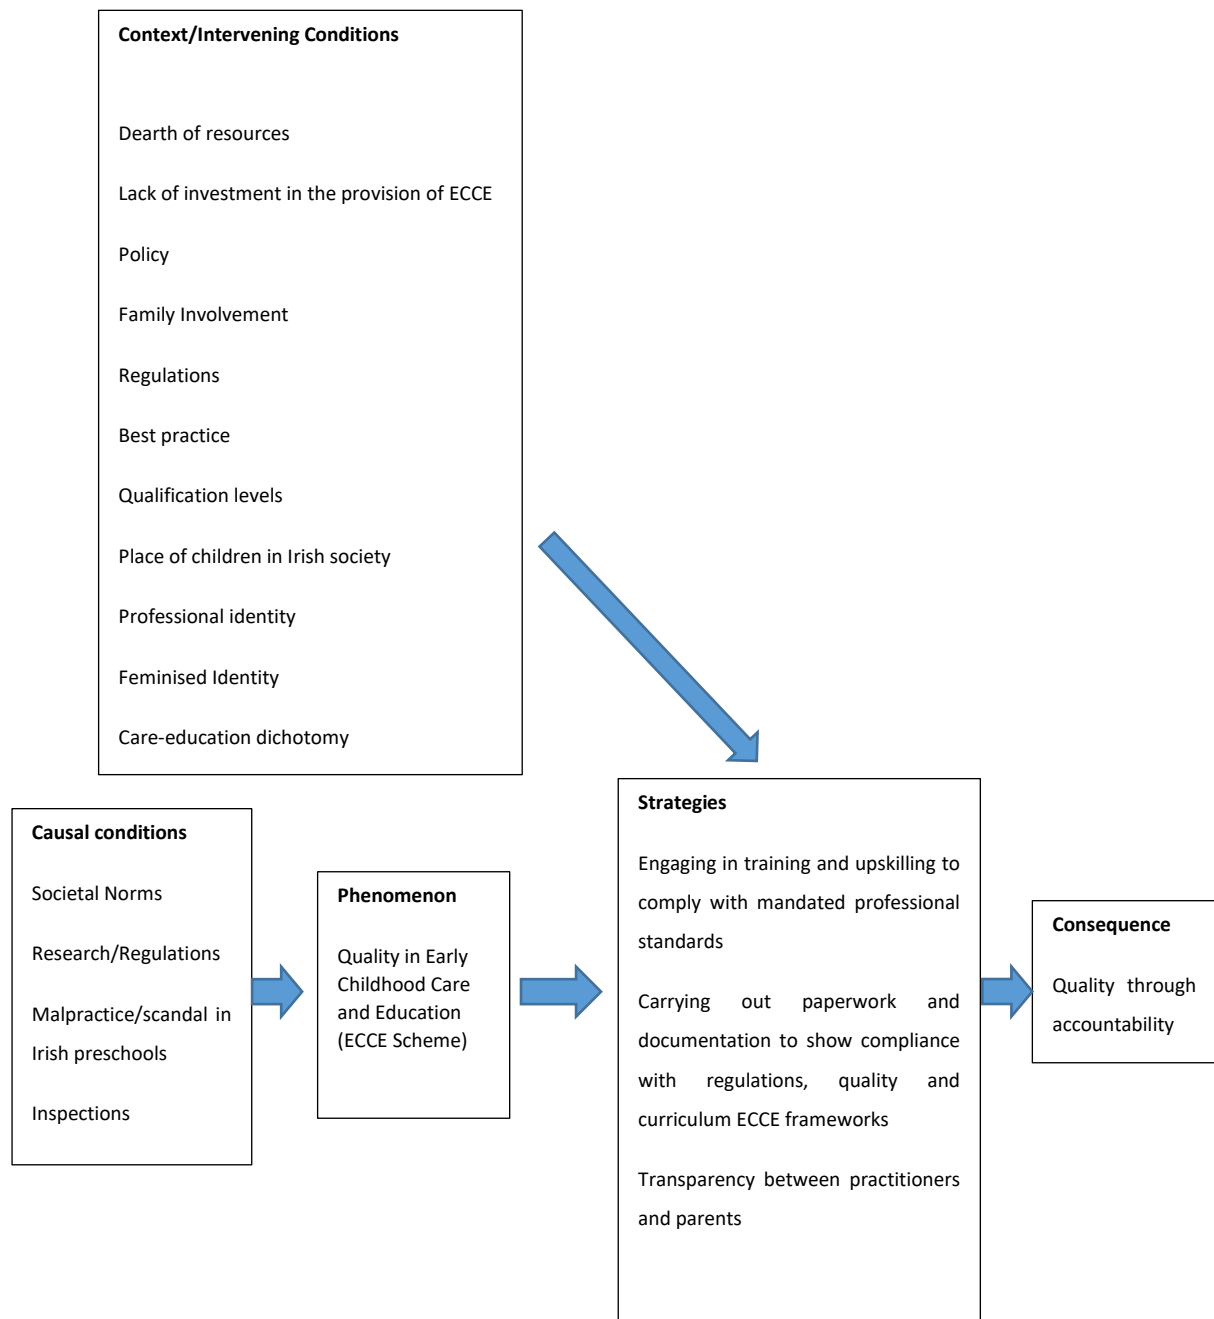 Context/Intervening Conditions
Dearth of resources
Lack of investment in the provision of ECCE
Policy
Family Involvement
Regulations
Best practice
Qualification levels
Place of children in Irish society
Professional identity
Feminised Identity
Care-education dichotomy
Causal conditions
Societal Norms
Research/Regulations
Malpractice/scandal in
Irish preschools
Inspections
Phenomenon
Quality in Early
Childhood Care
and Education
(ECCE Scheme)
Strategies
Engaging in training and upskilling to
comply with mandated professional
standards
Carrying out paperwork and
documentation to show compliance
with regulations, quality and
curriculum ECCE frameworks
Transparency between practitioners
and parents
Consequence
Quality through
accountability